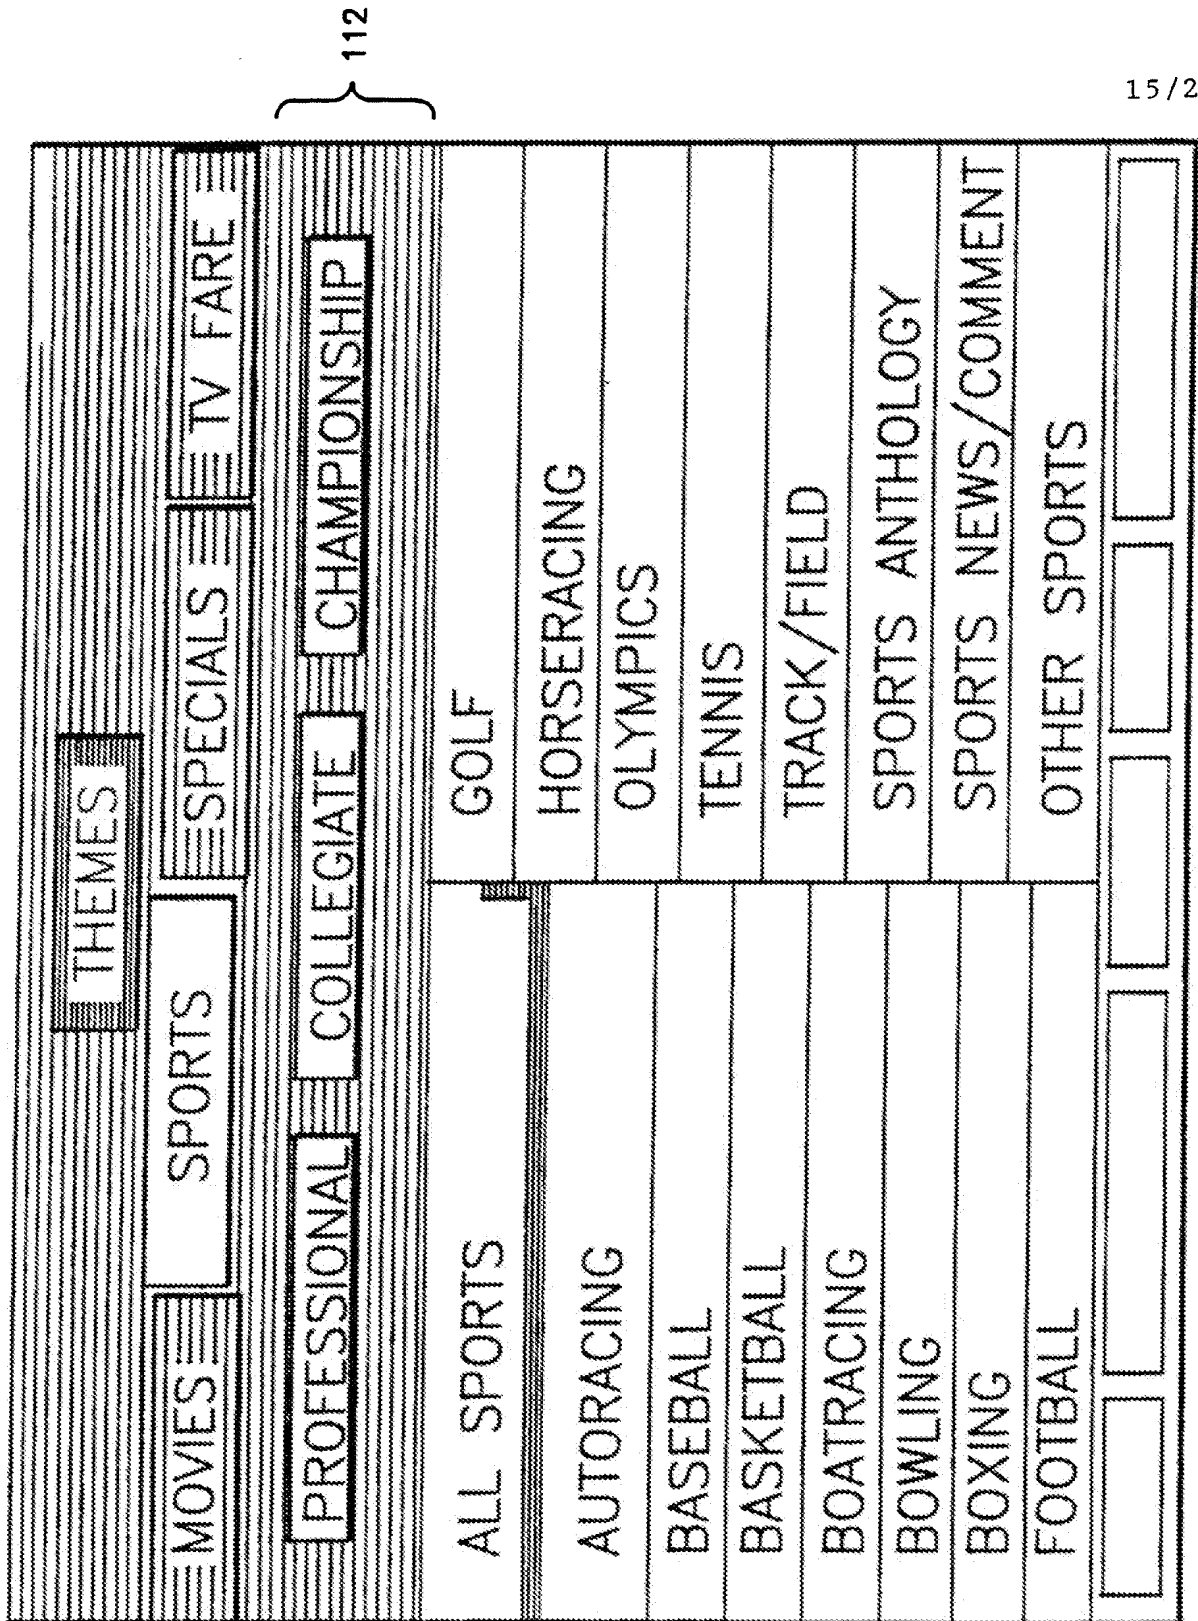 THEMES
MOVIES SPORTS SPECIALS TV FARE
PROFESSIONAL COLLEGIATE CHAMPIONSHIP
112
ALL SPORTS
AUTORACING
BASEBALL
BASKETBALL
BOATRACING
BOWLING
BOXING
FOOTBALL
GOLF
HORSERACING
OLYMPICS
TENNIS
TRACK/FIELD
SPORTS ANTHOLOGY
SPORTS NEWS/COMMENT
OTHER SPORTS
15/2